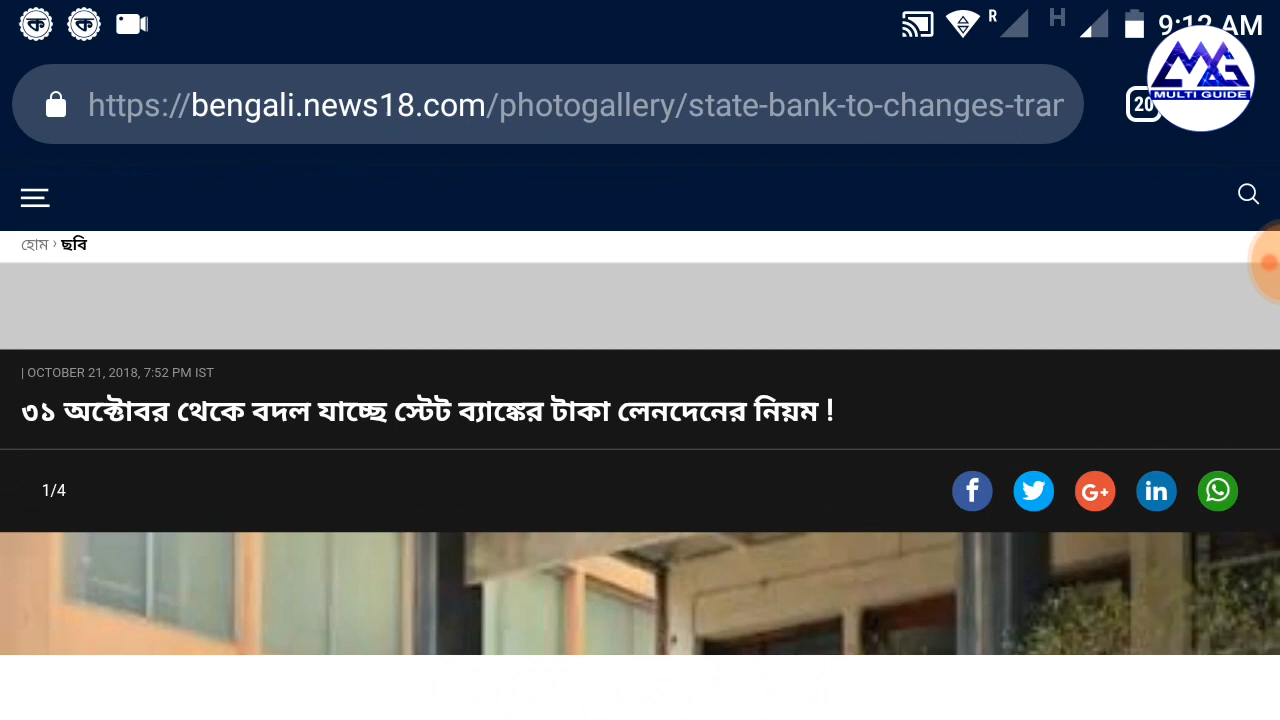 ক ক R H 9:12 AM
https://bengali.news18.com/photogallery/state-bank-to-changes-trar
20
MG
MULTI GUIDE
হোম › ছবি
| OCTOBER 21, 2018, 7:52 PM IST
৩১ অক্টোবর থেকে বদল যাচ্ছে স্টেট ব্যাঙ্কের টাকা লেনদেনের নিয়ম !
1/4